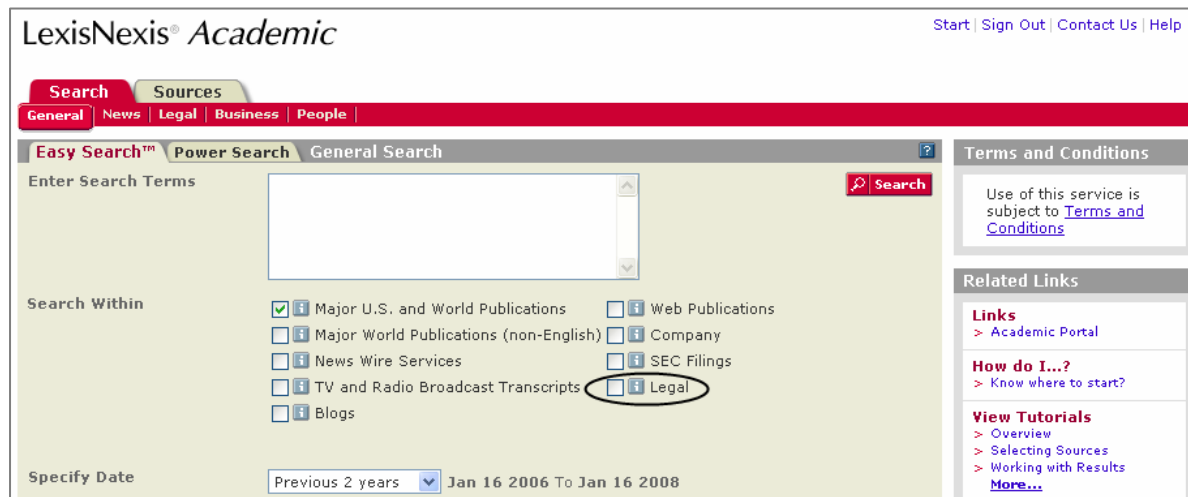 LexisNexis® Academic
Start | Sign Out | Contact Us | Help
Search Sources
General | News | Legal | Business | People |
Easy Search™ Power Search General Search ?
Terms and Conditions
Enter Search Terms
Search
Use of this service is
subject to Terms and
Conditions
Related Links
Search Within
Major U.S. and World Publications
Web Publications
Major World Publications (non-English)
Company
News Wire Services
SEC Filings
TV and Radio Broadcast Transcripts
Legal
Blogs
Links
> Academic Portal
How do I...?
> Know where to start?
View Tutorials
> Overview
> Selecting Sources
> Working with Results
More...
Specify Date
Previous 2 years
Jan 16 2006 To Jan 16 2008